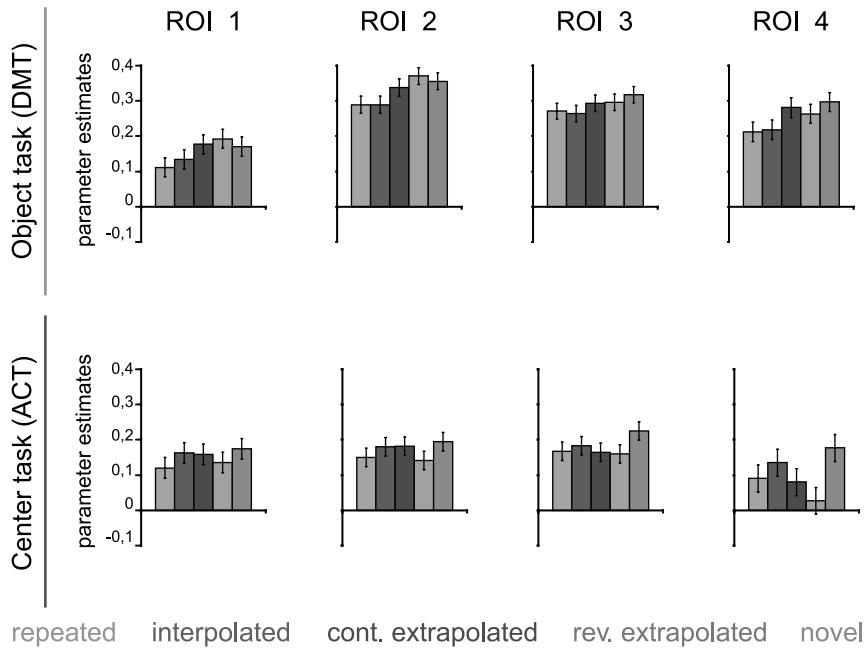 ROI 1 ROI 2 ROI 3 ROI 4
Object task (DMT)
parameter estimates
0,4
0,3
0,2
0,1
0
-0,1
Center task (ACT)
parameter estimates
0,4
0,3
0,2
0,1
0
-0,1
repeated interpolated cont. extrapolated rev. extrapolated novel